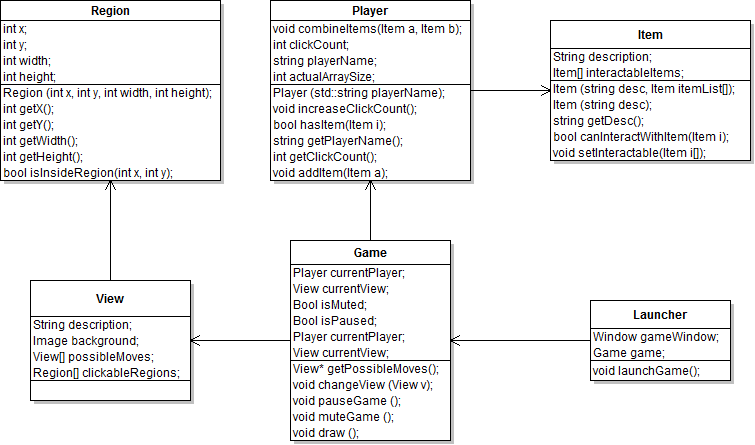 Region
int x;
int y;
int width;
int height;
Region (int x, int y, int width, int height);
int getX();
int getY();
int getWidth();
int getHeight();
bool isInsideRegion(int x, int y);
Player
void combineItems(Item a, Item b);
int clickCount;
string playerName;
int actualArraySize;
Player (std::string playerName);
void increaseClickCount();
bool hasItem(Item i);
string getPlayerName();
int getClickCount();
void addItem(Item a);
Item
String description;
Item[] interactableItems;
Item (string desc, Item itemList[]);
Item (string desc);
string getDesc();
bool canInteractWithItem(Item i);
void setInteractable(Item i[]);
View
String description;
Image background;
View[] possibleMoves;
Region[] clickableRegions;
Game
Player currentPlayer;
View currentView;
Bool isMuted;
Bool isPaused;
Player currentPlayer;
View currentView;
View* getPossibleMoves();
void changeView (View v);
void pauseGame ();
void muteGame ();
void draw ();
Launcher
Window gameWindow;
Game game;
void launchGame();